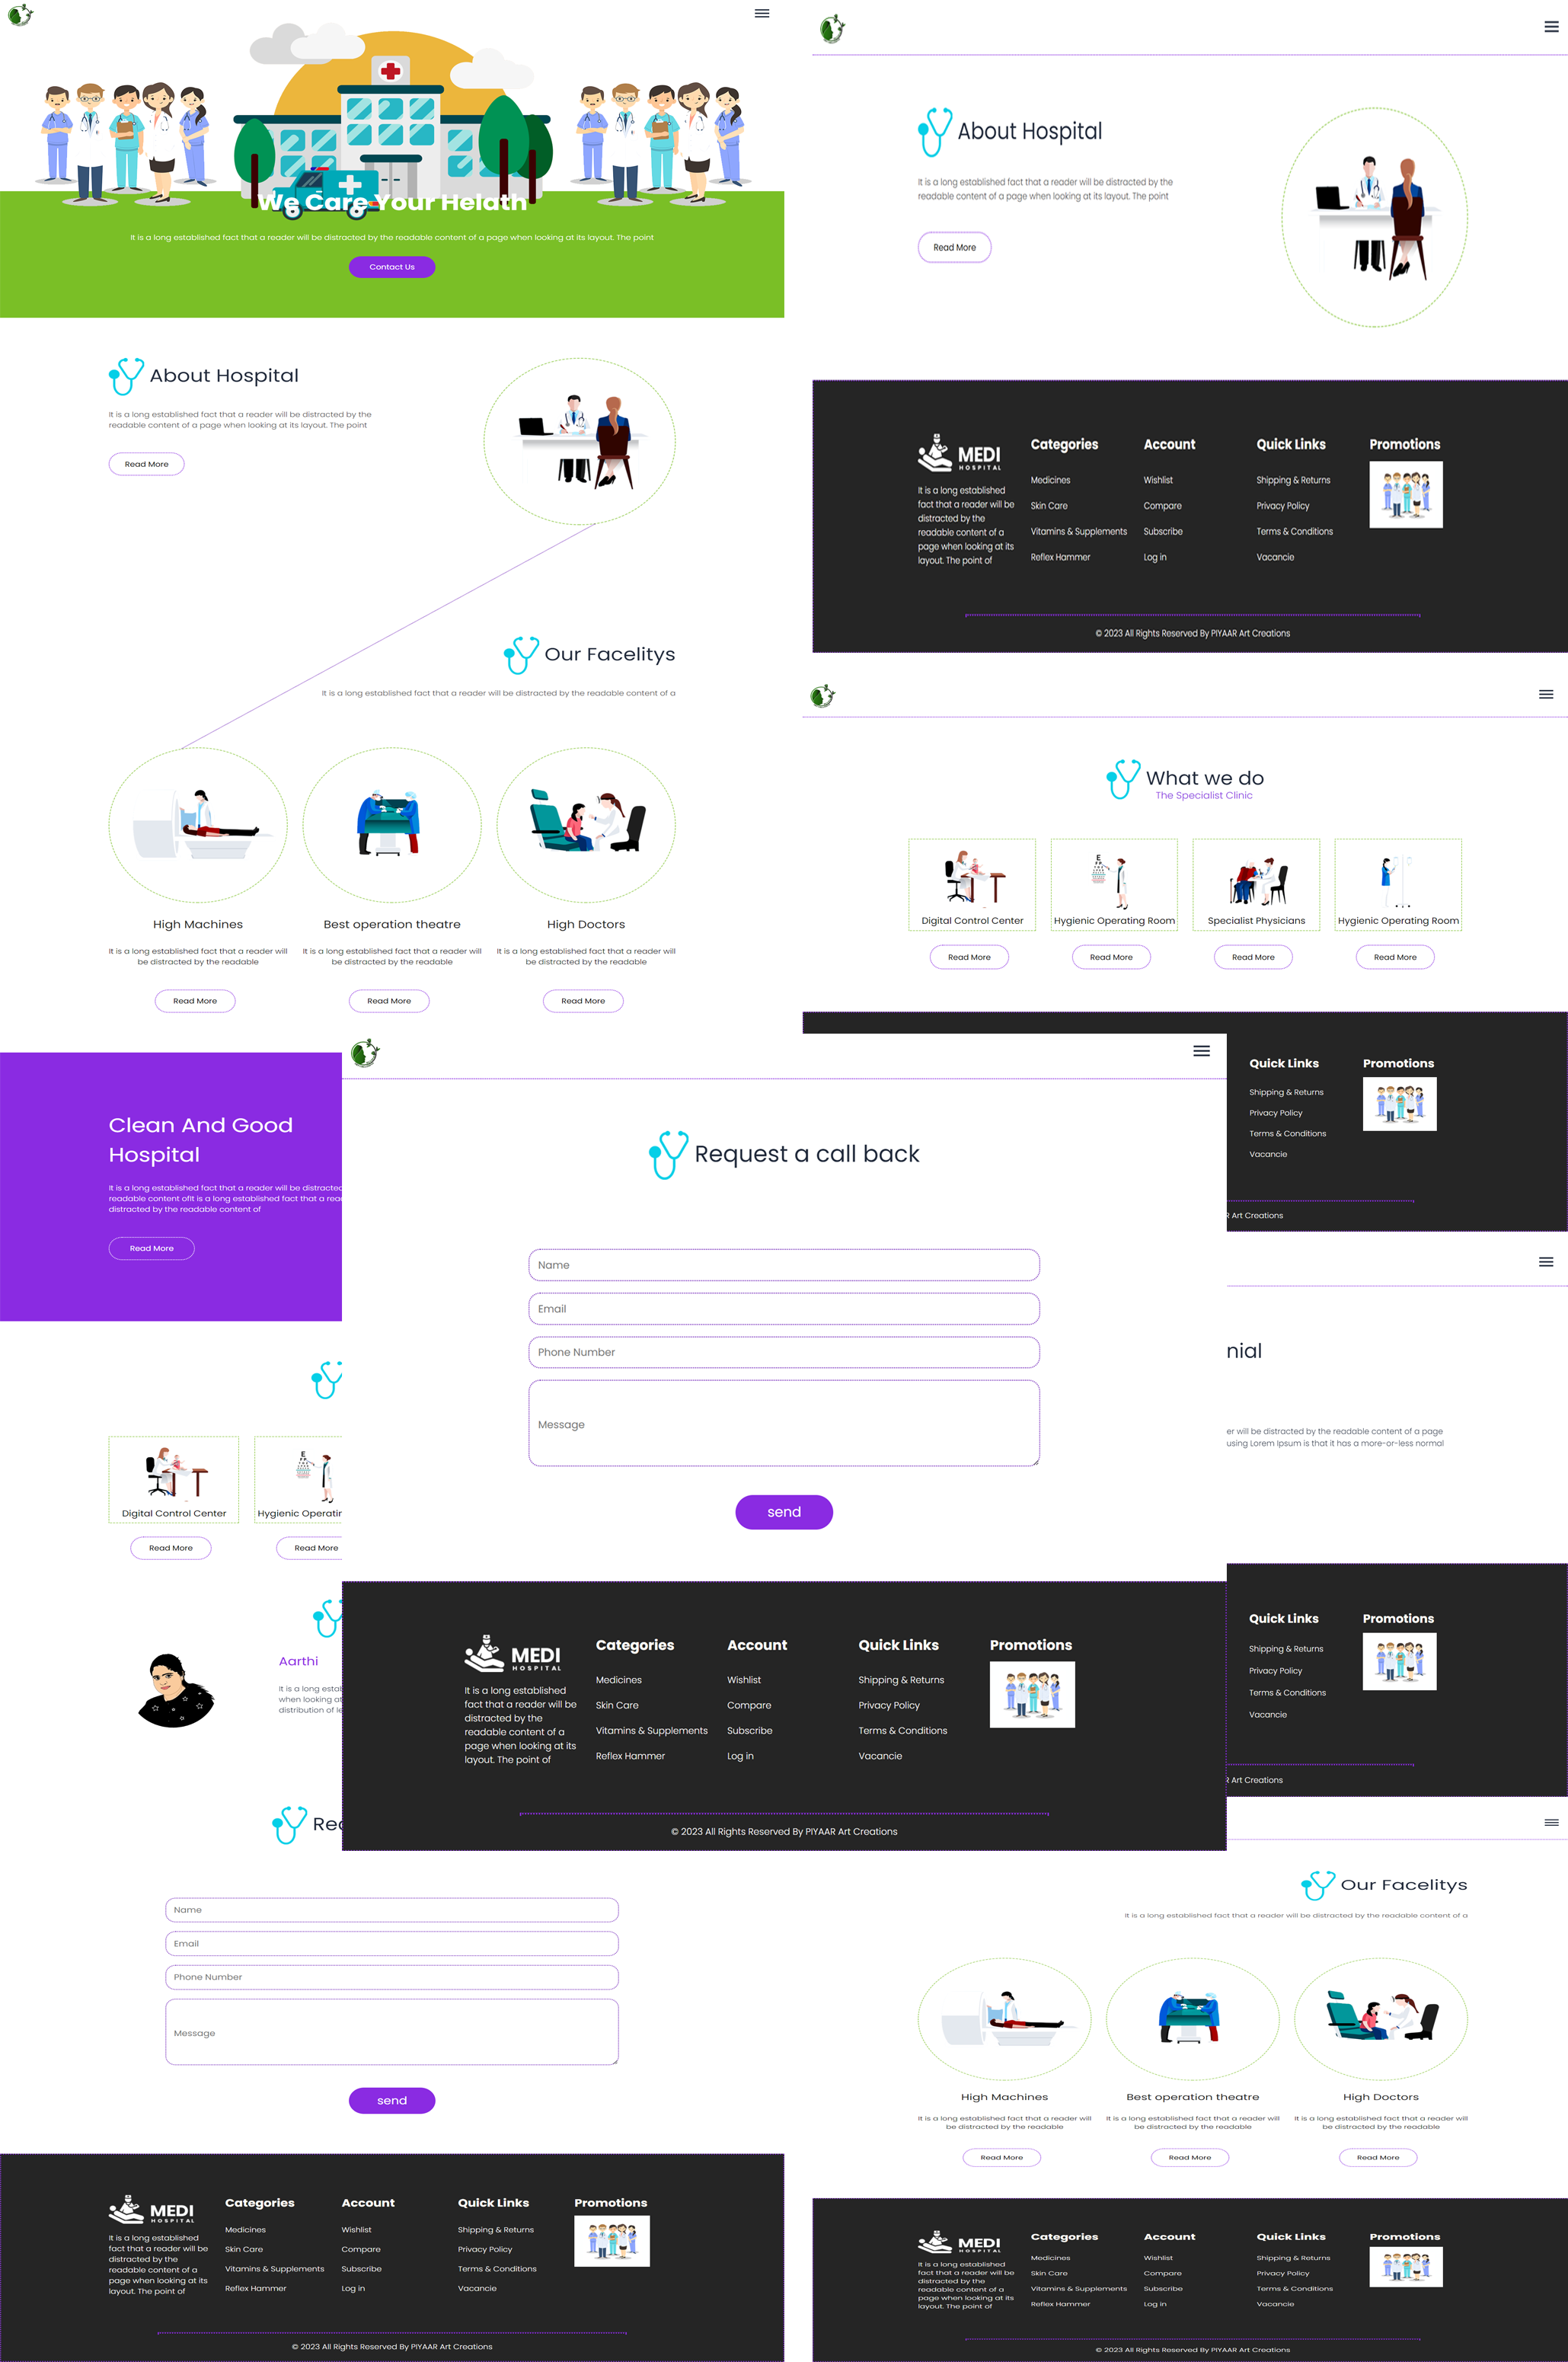 We Care Your Helath
It is a long established fact that a reader will be distracted by the readable content of a page when looking at its layout. The point
Contact Us
About Hospital
It is a long established fact that a reader will be distracted by the
readable content of a page when looking at its layout. The point
Read More
Our Facelitys
It is a long established fact that a reader will be distracted by the readable content of a
High Machines
Best operation theatre
High Doctors
It is a long established fact that a reader will
be distracted by the readable
It is a long established fact that a reader will
be distracted by the readable
It is a long established fact that a reader will
be distracted by the readable
Read More
Read More
Read More
Clean And Good
Hospital
It is a long established fact that a reader will be distracted
readable content ofIt is a long established fact that a
distracted by the readable content of
Read More
E
F P
Digital Control Center
Hygienic
Read More
Read More
Aarthi
It is a long
when looking at
distribution of
Name
Email
Phone Number
Message
send
MEDI
HOSPITAL
It is a long established
fact that a reader will be
distracted by the
readable content of a
page when looking at its
layout. The point of
Categories
Medicines
Skin Care
Vitamins & Supplements
Reflex Hammer
Account
Wishlist
Compare
Subscribe
Log in
Quick Links
Shipping & Returns
Privacy Policy
Terms & Conditions
Vacancie
Promotions
© 2023 All Rights Reserved By PIYAAR Art Creations
About Hospital
It is a long established fact that a reader will be distracted by the
readable content of a page when looking at its layout. The point
Read More
MEDI
HOSPITAL
It is a long established
fact that a reader will be
distracted by the
readable content of a
page when looking at its
layout. The point of
Categories
Medicines
Skin Care
Vitamins & Supplements
Reflex Hammer
Account
Wishlist
Compare
Subscribe
Log in
Quick Links
Shipping & Returns
Privacy Policy
Terms & Conditions
Vacancie
Promotions
© 2023 All Rights Reserved By PIYAAR Art Creations
What we do
The Specialist Clinic
E
F P
Digital Control Center
Hygienic Operating Room
Specialist Physicians
Hygienic Operating Room
Read More
Read More
Read More
Read More
Quick Links
Shipping & Returns
Privacy Policy
Terms & Conditions
Vacancie
Promotions
Art Creations
Request a call back
Name
Email
Phone Number
Message
send
MEDI
HOSPITAL
It is a long established
fact that a reader will be
distracted by the
readable content of a
page when looking at its
layout. The point of
Categories
Medicines
Skin Care
Vitamins & Supplements
Reflex Hammer
Account
Wishlist
Compare
Subscribe
Log in
Quick Links
Shipping & Returns
Privacy Policy
Terms & Conditions
Vacancie
Promotions
© 2023 All Rights Reserved By PIYAAR Art Creations
nial
er will be distracted by the readable content of a page
using Lorem Ipsum is that it has a more-or-less normal
Quick Links
Shipping & Returns
Privacy Policy
Terms & Conditions
Vacancie
Promotions
Art Creations
Our Facelitys
It is a long established fact that a reader will be distracted by the readable content of a
High Machines
Best operation theatre
High Doctors
It is a long established fact that a reader will
be distracted by the readable
It is a long established fact that a reader will
be distracted by the readable
It is a long established fact that a reader will
be distracted by the readable
Read More
Read More
Read More
MEDI
HOSPITAL
It is a long established
fact that a reader will be
distracted by the
readable content of a
page when looking at its
layout. The point of
Categories
Medicines
Skin Care
Vitamins & Supplements
Reflex Hammer
Account
Wishlist
Compare
Subscribe
Log in
Quick Links
Shipping & Returns
Privacy Policy
Terms & Conditions
Vacancie
Promotions
© 2023 All Rights Reserved By PIYAAR Art Creations